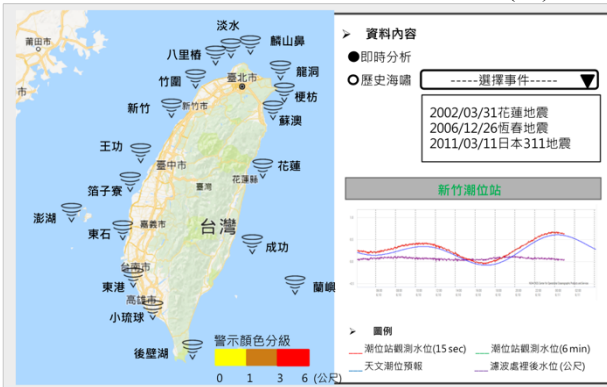 莆田市
市
淡水
麟山鼻
八里樁
竹圍
臺北市
龍洞
梗枋
新竹
新竹市
蘇澳
王功
臺中市
花蓮
花蓮縣
臺灣
箔子寮
澎湖
東石
嘉義市
台灣
成功
台南市
東港
高雄市
蘭嶼
小琉球
後壁湖
警示顏色分級
0 1 3 6 (公尺)
➢ 資料內容
●即時分析
○歷史海嘯 -----選擇事件----- ▼
2002/03/31花蓮地震
2006/12/26恆春地震
2011/03/11日本311地震
新竹潮位站
➢ 圖例
潮位站觀測水位(15 sec) 潮位站觀測水位(6 min)
天文潮位預報 濾波處裡後水位 (公尺)